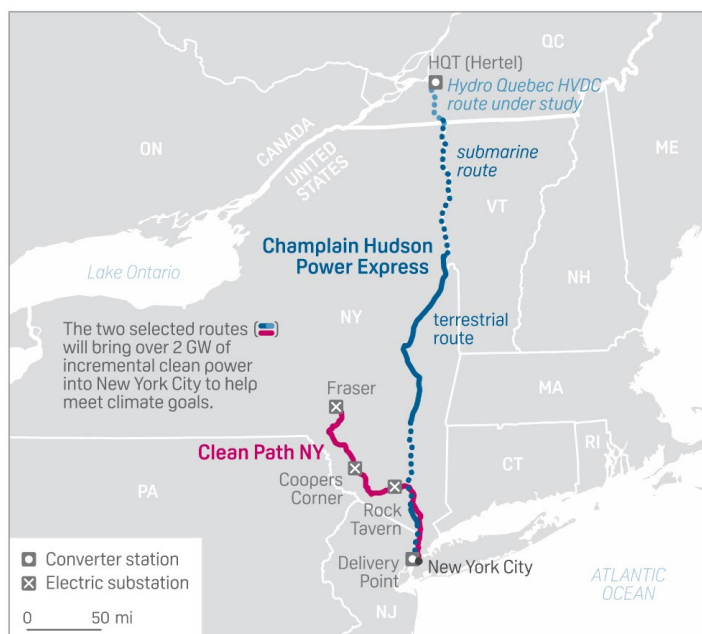 QC
HQT (Hertel)
Hydro Quebec HVDC
route under study
ON
CANADA
UNITED
STATES
submarine
route
ME
VT
Champlain Hudson
Power Express
Lake Ontario
NH
NY
terrestrial
route
The two selected routes ( )
will bring over 2 GW of
incremental clean power
into New York City to help
meet climate goals.
MA
Fraser
RI
CT
Clean Path NY
PA
Coopers
Corner
Rock
Tavern
Converter station
Electric substation
Delivery
Point
New York City
ATLANTIC
OCEAN
0 50 mi
NJ